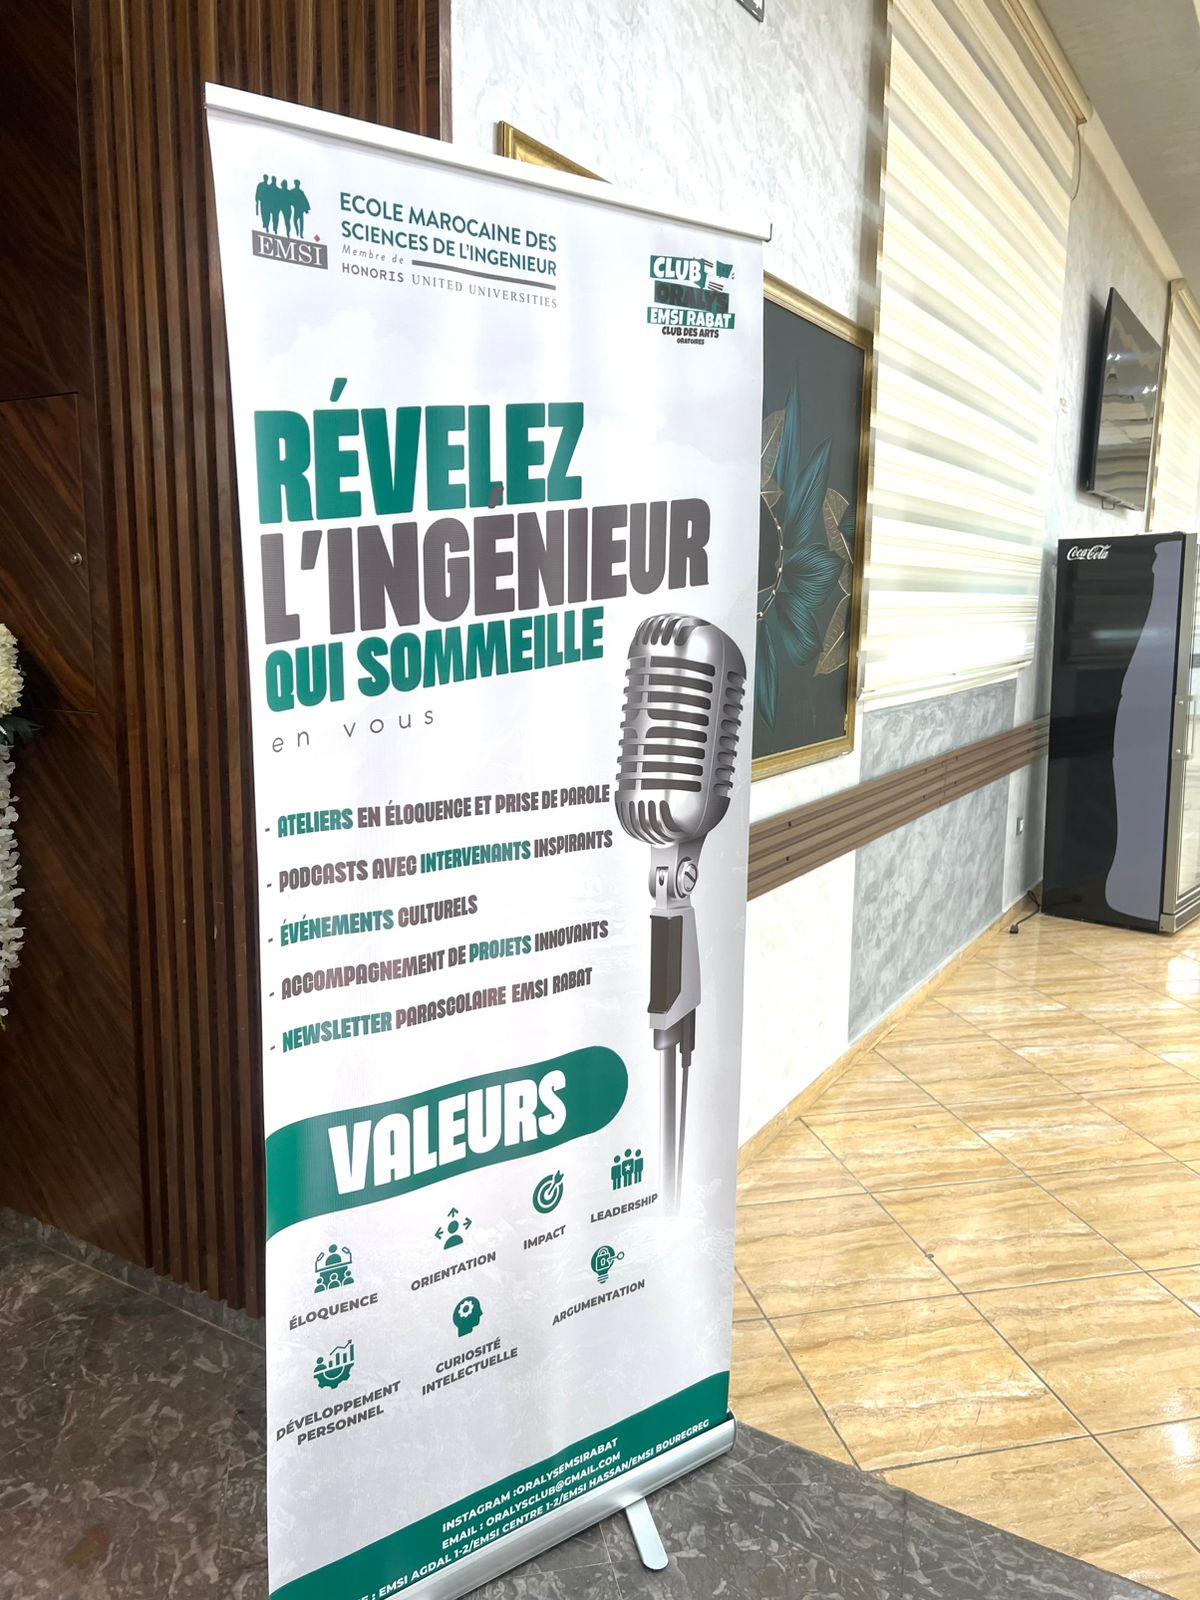 EMSI
ECOLE MAROCAINE DES
SCIENCES DE L'INGENIEUR
Membre de
HONORIS UNITED UNIVERSITIES
CLUB
ORALYS
EMSI RABAT
CLUB DES ARTS
ORATOIRES
RÉVELEZ
L'INGÉNIEUR
QUI SOMMEILLE
en vous
- ATELIERS EN ÉLOQUENCE ET PRISE DE PAROLE
- PODCASTS AVEC INTERVENANTS INSPIRANTS
- ÉVÉNEMENTS CULTURELS
- ACCOMPAGNEMENT DE PROJETS INNOVANTS
- NEWSLETTER PARASCOLAIRE EMSI RABAT
VALEURS
ÉLOQUENCE
ORIENTATION
IMPACT
LEADERSHIP
DÉVELOPPEMENT
PERSONNEL
CURIOSITÉ
INTELECTUELLE
ARGUMENTATION
INSTAGRAM :ORALYSEMSIRABAT
EMAIL : ORALYSCLUB@GMAIL.COM
: EMSI AGDAL 1-2/EMSI CENTRE 1-2/EMSI HASSAN/EMSI BOUREGREG
Coca-Cola